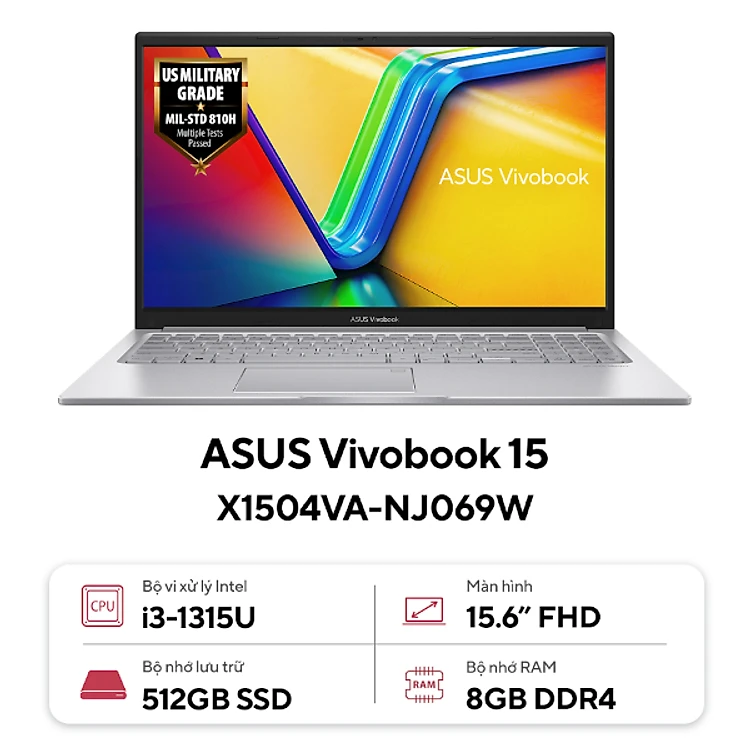 US MILITARY
GRADE
MIL-STD 810H
Multiple Tests
Passed
ASUS Vivobook
ASUS Vivobook
ASUS Vivobook 15
X1504VA-NJ069W
Bộ vi xử lý Intel
CPU
i3-1315U
Màn hình
15.6” FHD
Bộ nhớ lưu trữ
512GB SSD
Bộ nhớ RAM
RAM
8GB DDR4